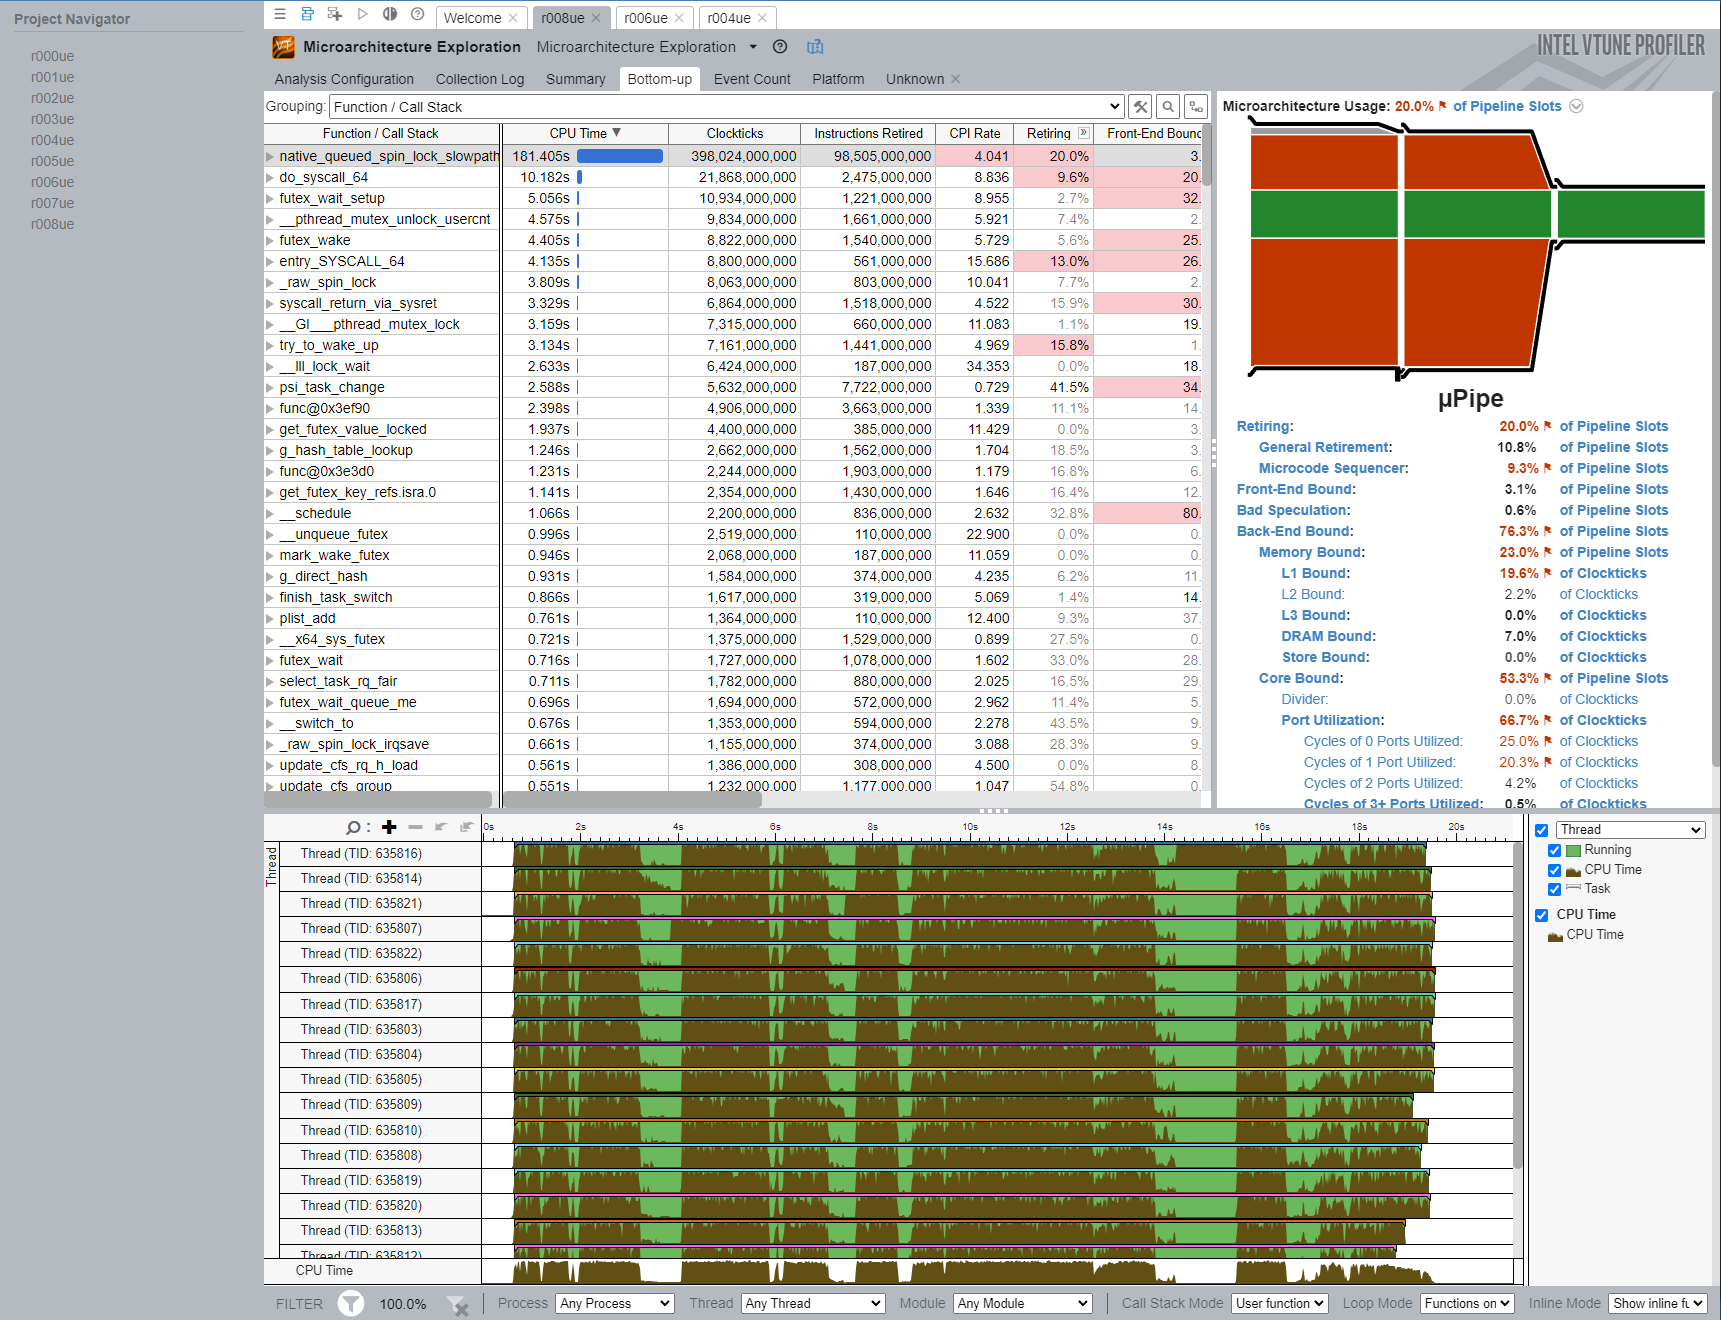 Project Navigator
r000ue
r001ue
r002ue
r003ue
r004ue
r005ue
r006ue
r007ue
r008ue
Welcome
r008ue
r006ue
r004ue
Microarchitecture Exploration Microarchitecture Exploration
INTEL VTUNE PROFILER
Analysis Configuration Collection Log Summary Bottom-up Event Count Platform Unknown
Grouping: Function / Call Stack
Function / Call Stack CPU Time Clockticks Instructions Retired CPI Rate Retiring Front-End Bound
native_queued_spin_lock_slowpath 181.405s 398,024,000,000 98,505,000,000 4.041 20.0% 3.
do_syscall_64 10.182s 21,868,000,000 2,475,000,000 8.836 9.6% 20.
futex_wait_setup 5.056s 10,934,000,000 1,221,000,000 8.955 2.7% 32.
__pthread_mutex_unlock_usercnt 4.575s 9,834,000,000 1,661,000,000 5.921 7.4% 2.
futex_wake 4.405s 8,822,000,000 1,540,000,000 5.729 5.6% 25.
entry_SYSCALL_64 4.135s 8,800,000,000 561,000,000 15.686 13.0% 26.
_raw_spin_lock 3.809s 8,063,000,000 803,000,000 10.041 7.7% 2.
syscall_return_via_sysret 3.329s 6,864,000,000 1,518,000,000 4.522 15.9% 30.
__GI___pthread_mutex_lock 3.159s 7,315,000,000 660,000,000 11.083 1.1% 19.
try_to_wake_up 3.134s 7,161,000,000 1,441,000,000 4.969 15.8% 1.
__lll_lock_wait 2.633s 6,424,000,000 187,000,000 34.353 0.0% 18.
psi_task_change 2.588s 5,632,000,000 7,722,000,000 0.729 41.5% 34.
func@0x3ef90 2.398s 4,906,000,000 3,663,000,000 1.339 11.1% 14.
get_futex_value_locked 1.937s 4,400,000,000 385,000,000 11.429 0.0% 3.
g_hash_table_lookup 1.246s 2,662,000,000 1,562,000,000 1.704 18.5% 3.
func@0x3e3d0 1.231s 2,244,000,000 1,903,000,000 1.179 16.8% 6.
get_futex_key_refs.isra.0 1.141s 2,354,000,000 1,430,000,000 1.646 16.4% 12.
__schedule 1.066s 2,200,000,000 836,000,000 2.632 32.8% 80.
__unqueue_futex 0.996s 2,519,000,000 110,000,000 22.900 0.0% 0.
mark_wake_futex 0.946s 2,068,000,000 187,000,000 11.059 0.0% 0.
g_direct_hash 0.931s 1,584,000,000 374,000,000 4.235 6.2% 11.
finish_task_switch 0.866s 1,617,000,000 319,000,000 5.069 1.4% 14.
plist_add 0.761s 1,364,000,000 110,000,000 12.400 9.3% 37.
__x64_sys_futex 0.721s 1,375,000,000 1,529,000,000 0.899 27.5% 0.
futex_wait 0.716s 1,727,000,000 1,078,000,000 1.602 33.0% 28.
select_task_rq_fair 0.711s 1,782,000,000 880,000,000 2.025 16.5% 29.
futex_wait_queue_me 0.696s 1,694,000,000 572,000,000 2.962 11.4% 5.
__switch_to 0.676s 1,353,000,000 594,000,000 2.278 43.5% 9.
_raw_spin_lock_irqsave 0.661s 1,155,000,000 374,000,000 3.088 28.3% 9.
update_cfs_rq_h_load 0.561s 1,386,000,000 308,000,000 4.500 0.0% 8.
update_cfs_group 0.551s 1,232,000,000 1,177,000,000 1.047 54.8% 0.
Microarchitecture Usage: 20.0% of Pipeline Slots
µPipe
Retiring: 20.0% of Pipeline Slots
General Retirement: 10.8% of Pipeline Slots
Microcode Sequencer: 9.3% of Pipeline Slots
Front-End Bound: 3.1% of Pipeline Slots
Bad Speculation: 0.6% of Pipeline Slots
Back-End Bound: 76.3% of Pipeline Slots
Memory Bound: 23.0% of Pipeline Slots
L1 Bound: 19.6% of Clockticks
L2 Bound: 2.2% of Clockticks
L3 Bound: 0.0% of Clockticks
DRAM Bound: 7.0% of Clockticks
Store Bound: 0.0% of Clockticks
Core Bound: 53.3% of Pipeline Slots
Divider: 0.0% of Clockticks
Port Utilization: 66.7% of Clockticks
Cycles of 0 Ports Utilized: 25.0% of Clockticks
Cycles of 1 Port Utilized: 20.3% of Clockticks
Cycles of 2 Ports Utilized: 4.2% of Clockticks
Cycles of 3+ Ports Utilized: 0.5% of Clockticks
0s 2s 4s 6s 8s 10s 12s 14s 16s 18s 20s
Thread
Thread (TID: 635816)
Thread (TID: 635814)
Thread (TID: 635821)
Thread (TID: 635807)
Thread (TID: 635822)
Thread (TID: 635806)
Thread (TID: 635817)
Thread (TID: 635803)
Thread (TID: 635804)
Thread (TID: 635805)
Thread (TID: 635809)
Thread (TID: 635810)
Thread (TID: 635808)
Thread (TID: 635819)
Thread (TID: 635820)
Thread (TID: 635813)
Thread (TID: 635812)
CPU Time
Thread
Running
CPU Time
Task
CPU Time
CPU Time
FILTER 100.0% Process Any Process Thread Any Thread Module Any Module Call Stack Mode User function Loop Mode Functions on Inline Mode Show inline fu